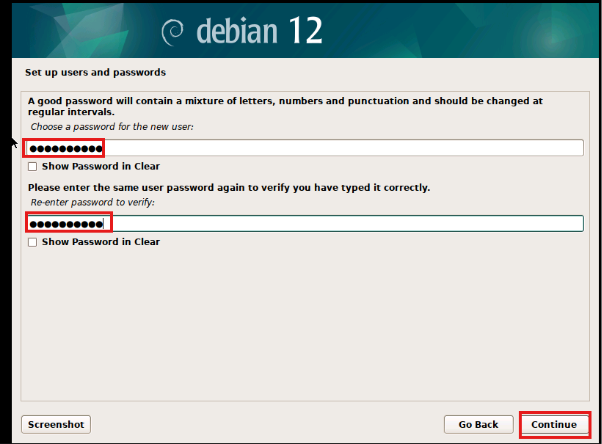 debian 12
Set up users and passwords
A good password will contain a mixture of letters, numbers and punctuation and should be changed at
regular intervals.
Choose a password for the new user:
●●●●●●●●●●
Show Password in Clear
Please enter the same user password again to verify you have typed it correctly.
Re-enter password to verify:
●●●●●●●●●●
Show Password in Clear
Screenshot
Go Back
Continue